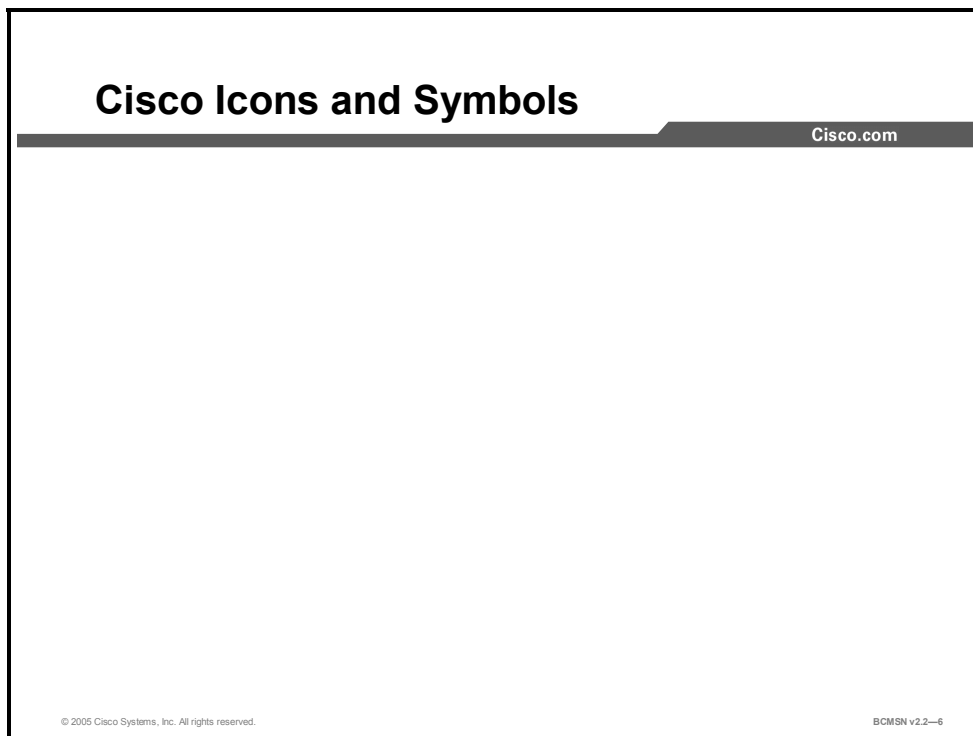 Cisco Icons and Symbols
Cisco.com
© 2005 Cisco Systems, Inc. All rights reserved.
BCMSN v2.2—6